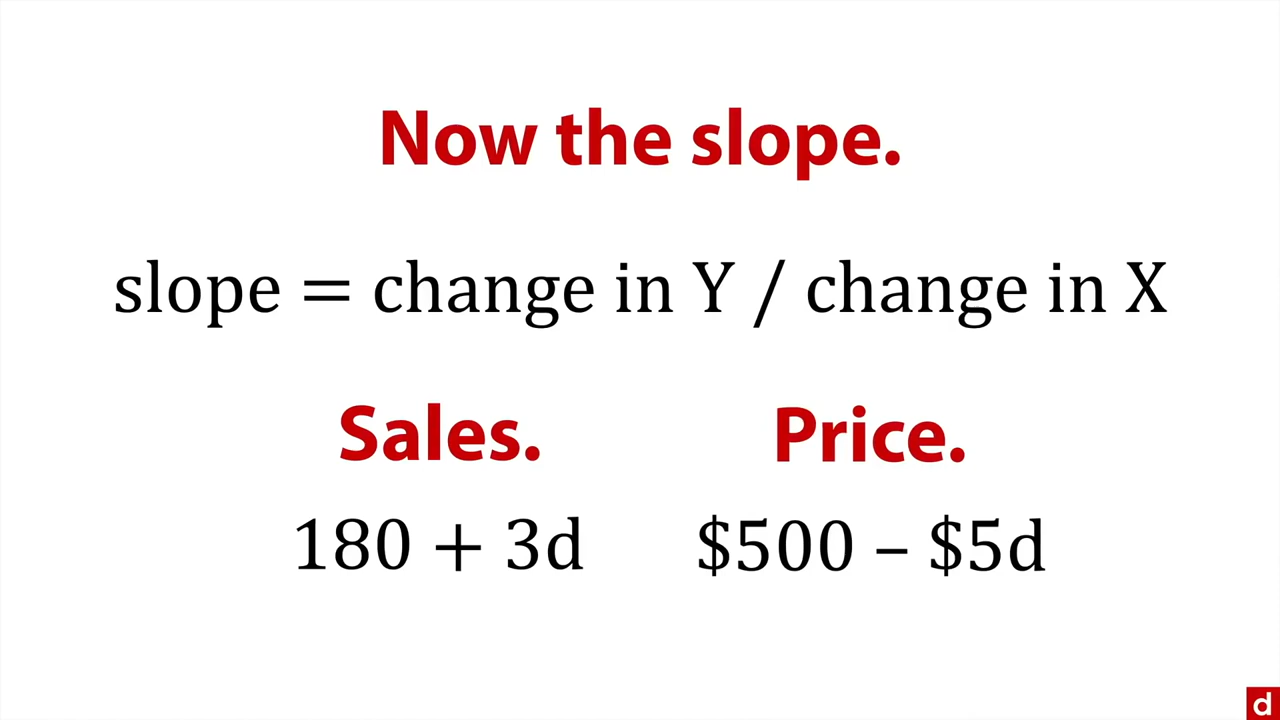 Now the slope.
slope = change in Y / change in X
Sales. Price.
180 + 3d $500 – $5d
d